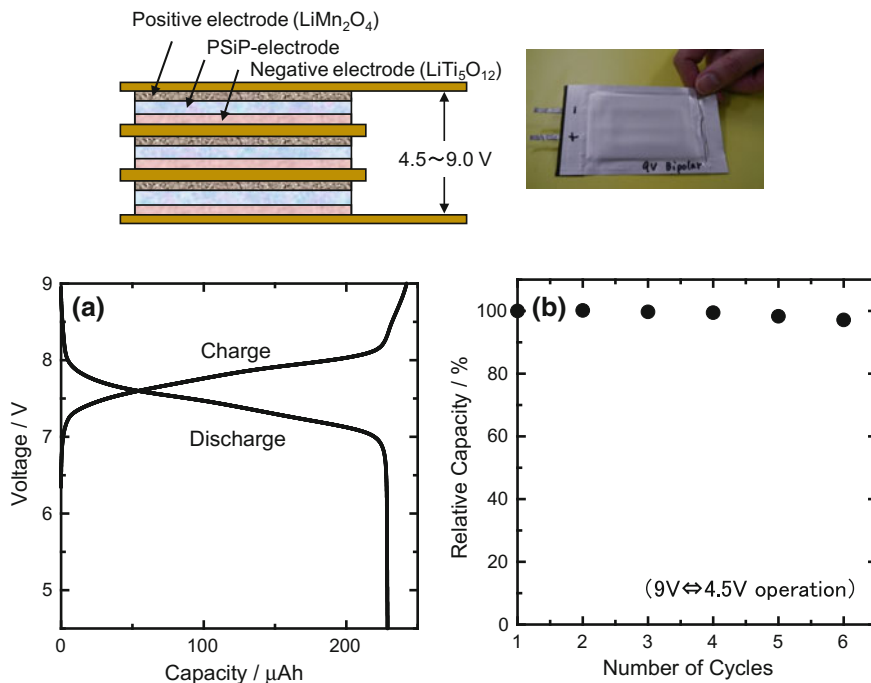 Positive electrode (LiMn2O4)
PSiP-electrode
Negative electrode (LiTi5O12)
4.5～9.0 V
-
+
9V Bipolar
(a)
9
8
7
6
5
Voltage / V
Charge
Discharge
0
100
200
Capacity / μAh
(b)
100
80
60
40
20
0
Relative Capacity / %
（9V⇔4.5V operation）
1
2
3
4
5
6
Number of Cycles